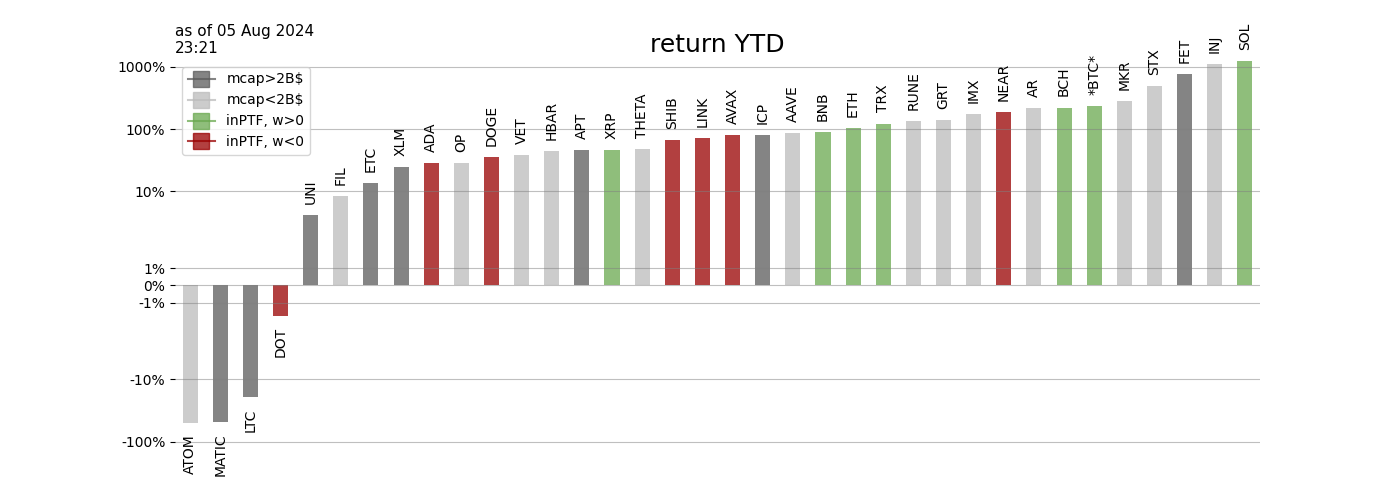 as of 05 Aug 2024
23:21
return YTD
1000%
100%
10%
1%
0%
-1%
-10%
-100%
mcap>2B$
mcap<2B$
inPTF, w>0
inPTF, w<0
ATOM
MATIC
LTC
DOT
UNI
FIL
ETC
XLM
ADA
OP
DOGE
VET
HBAR
APT
XRP
THETA
SHIB
LINK
AVAX
ICP
AAVE
BNB
ETH
TRX
RUNE
GRT
IMX
NEAR
AR
BCH
*BTC*
MKR
STX
FET
INJ
SOL